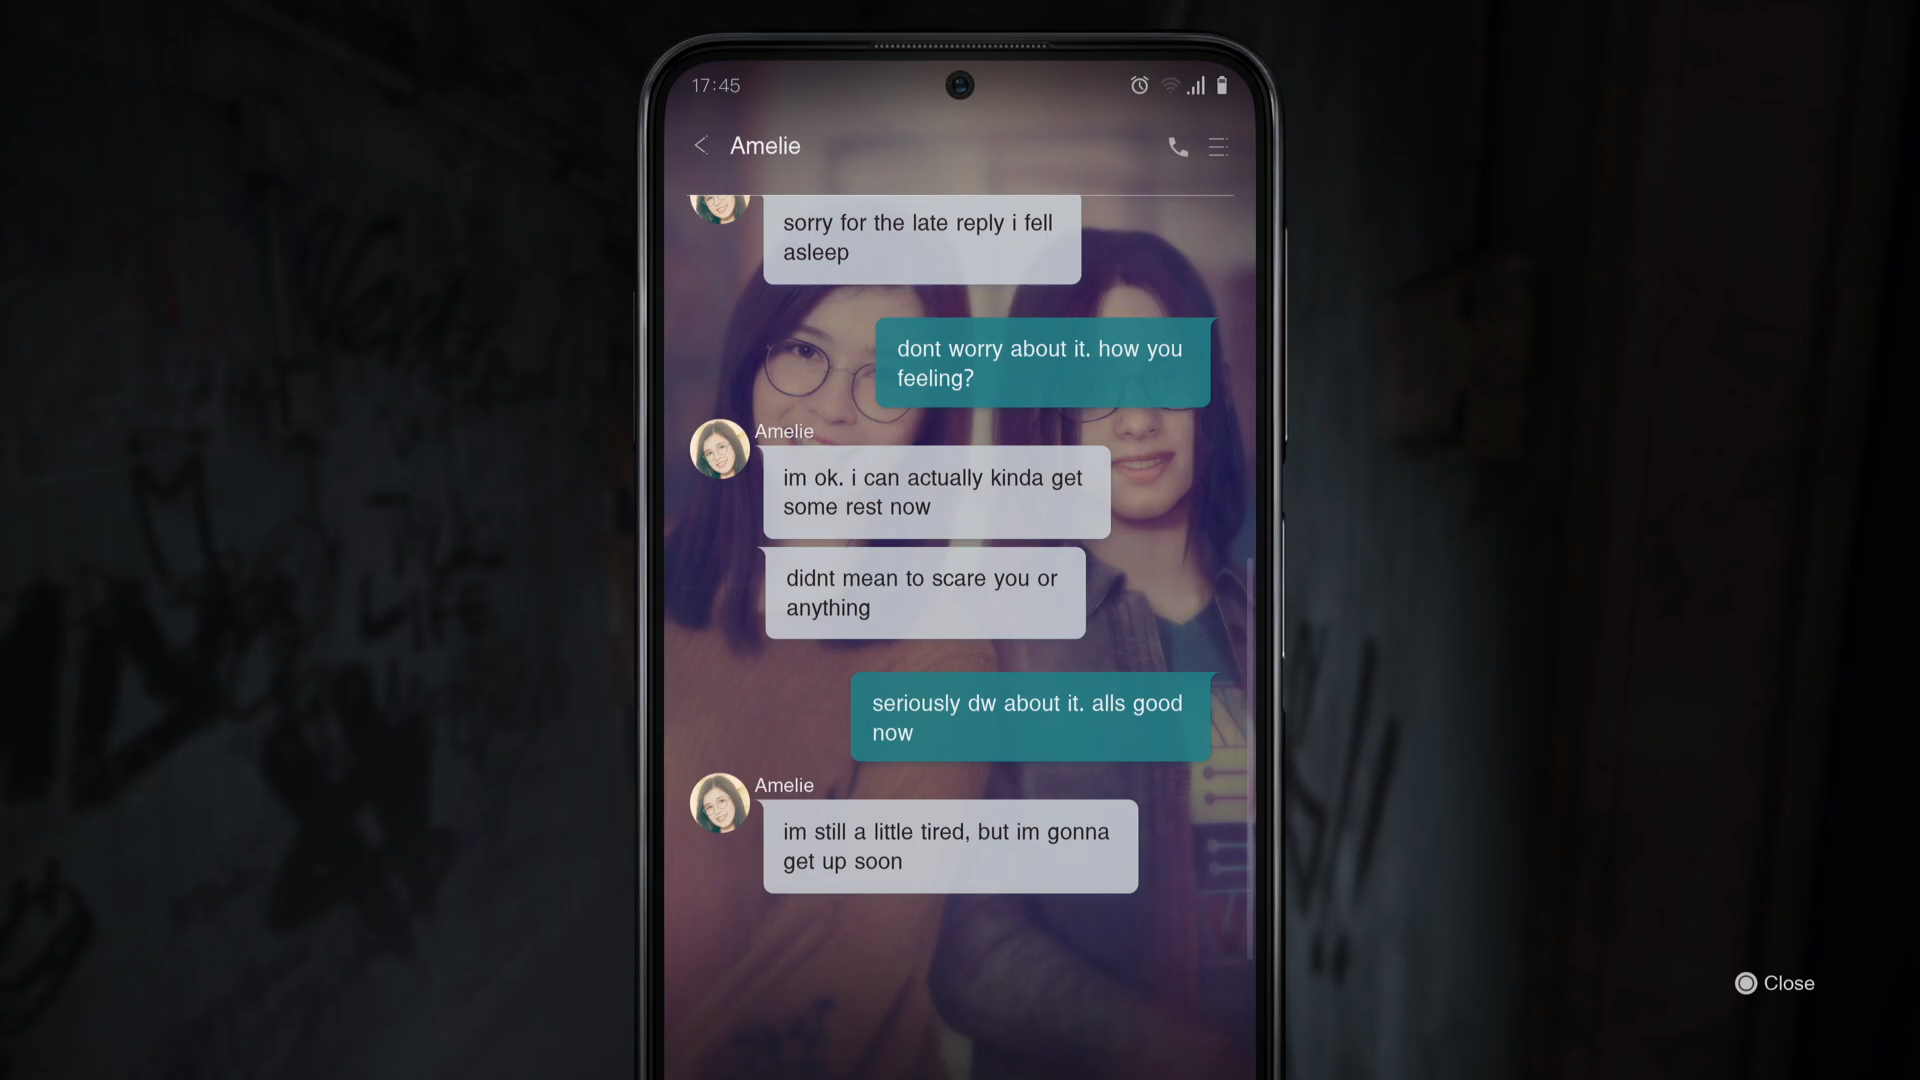 17:45
Amelie
sorry for the late reply i fell
asleep
dont worry about it. how you
feeling?
Amelie
im ok. i can actually kinda get
some rest now
didnt mean to scare you or
anything
seriously dw about it. alls good
now
Amelie
im still a little tired, but im gonna
get up soon
Close